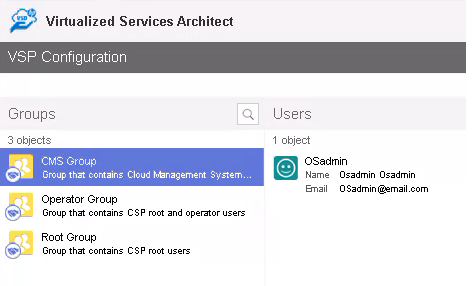 VSD
Virtualized Services Architect
VSP Configuration
Groups
3 objects
CMS Group
Group that contains Cloud Management System...
Operator Group
Group that contains CSP root and operator users
Root Group
Group that contains CSP root users
Users
1 object
OSadmin
Name OSadmin OSadmin
Email OSadmin@email.com